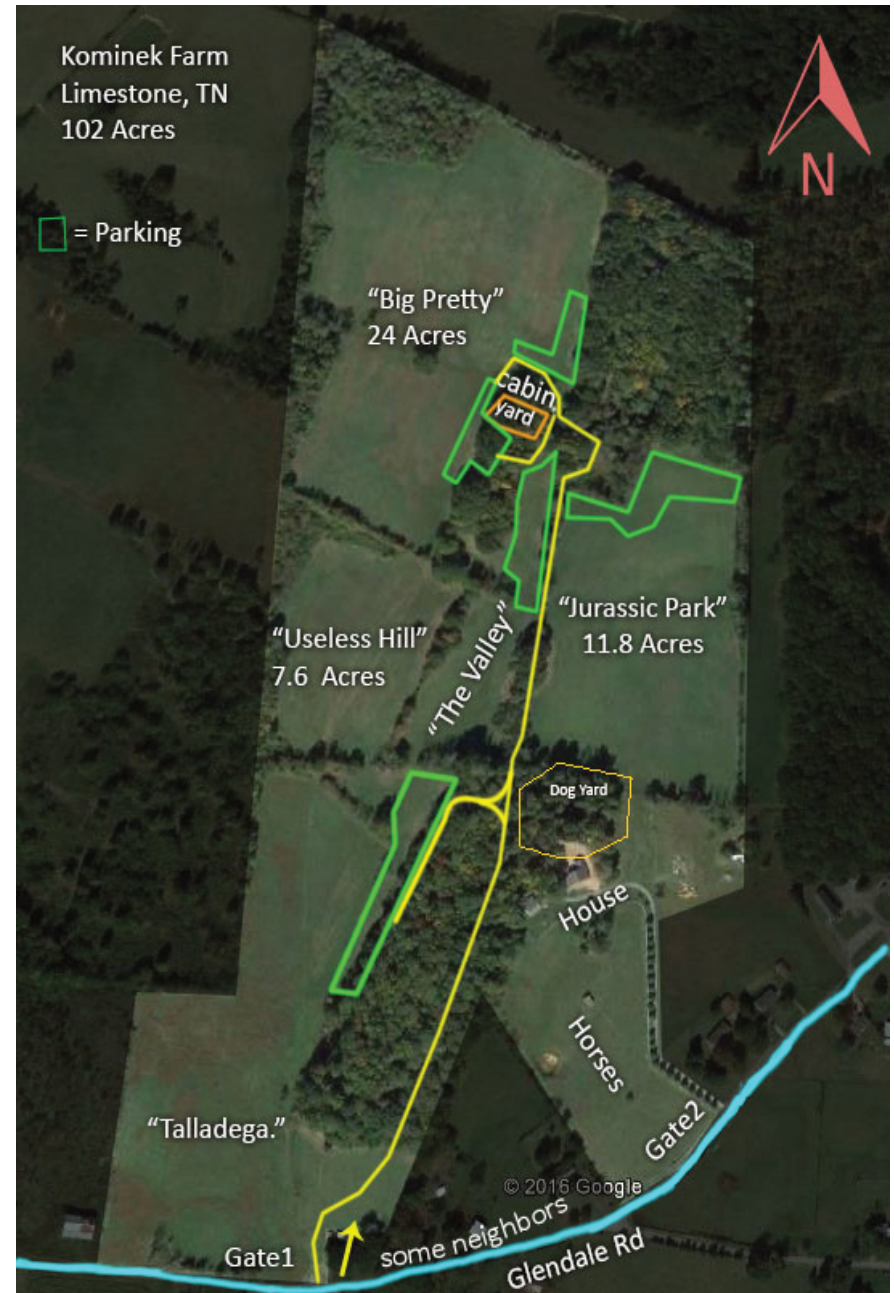 Kominek Farm
Limestone, TN
102 Acres
N
= Parking
“Big Pretty”
24 Acres
cabin
yard
“Jurassic Park”
11.8 Acres
“Useless Hill”
7.6 Acres
“The Valley”
Dog Yard
House
Horses
“Talladega.”
Gate2
© 2016 Google
some neighbors
Gate1
Glendale Rd